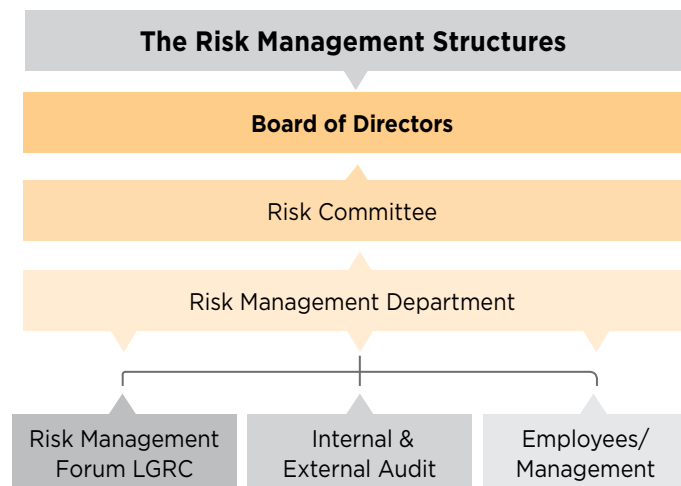 The Risk Management Structures
Board of Directors
Risk Committee
Risk Management Department
Risk Management
Forum LGRC
Internal &
External Audit
Employees/
Management